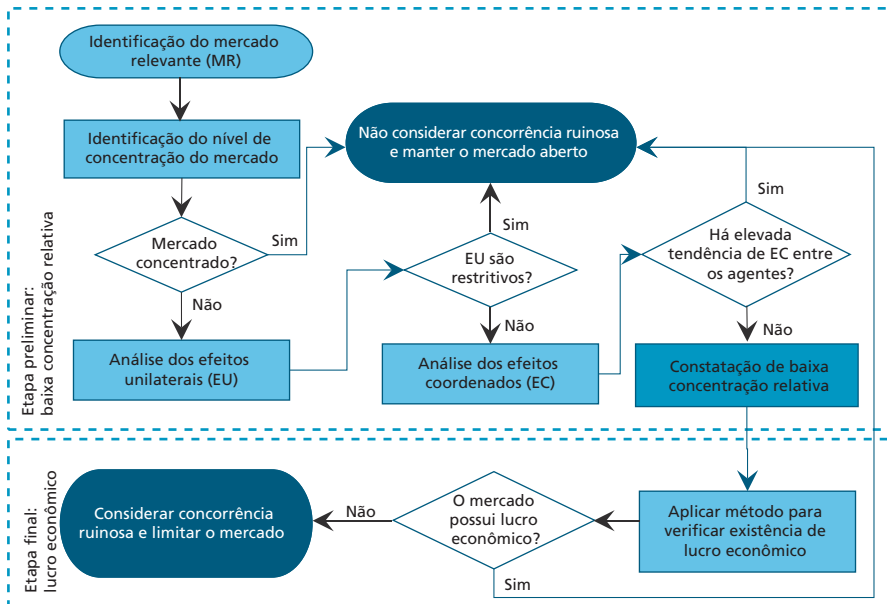 Etapa preliminar:
baixa concentração relativa
Identificação do mercado
relevante (MR)
Identificação do nível de
concentração do mercado
Mercado
concentrado?
Sim
Não
Análise dos efeitos
unilaterais (EU)
Não considerar concorrência ruinosa
e manter o mercado aberto
Sim
EU são
restritivos?
Não
Análise dos efeitos
coordenados (EC)
Sim
Há elevada
tendência de EC entre
os agentes?
Não
Constatação de baixa
concentração relativa
Etapa final:
lucro econômico
Considerar concorrência
ruinosa e limitar o mercado
Não
O mercado
possui lucro
econômico?
Sim
Aplicar método para
verificar existência de
lucro econômico